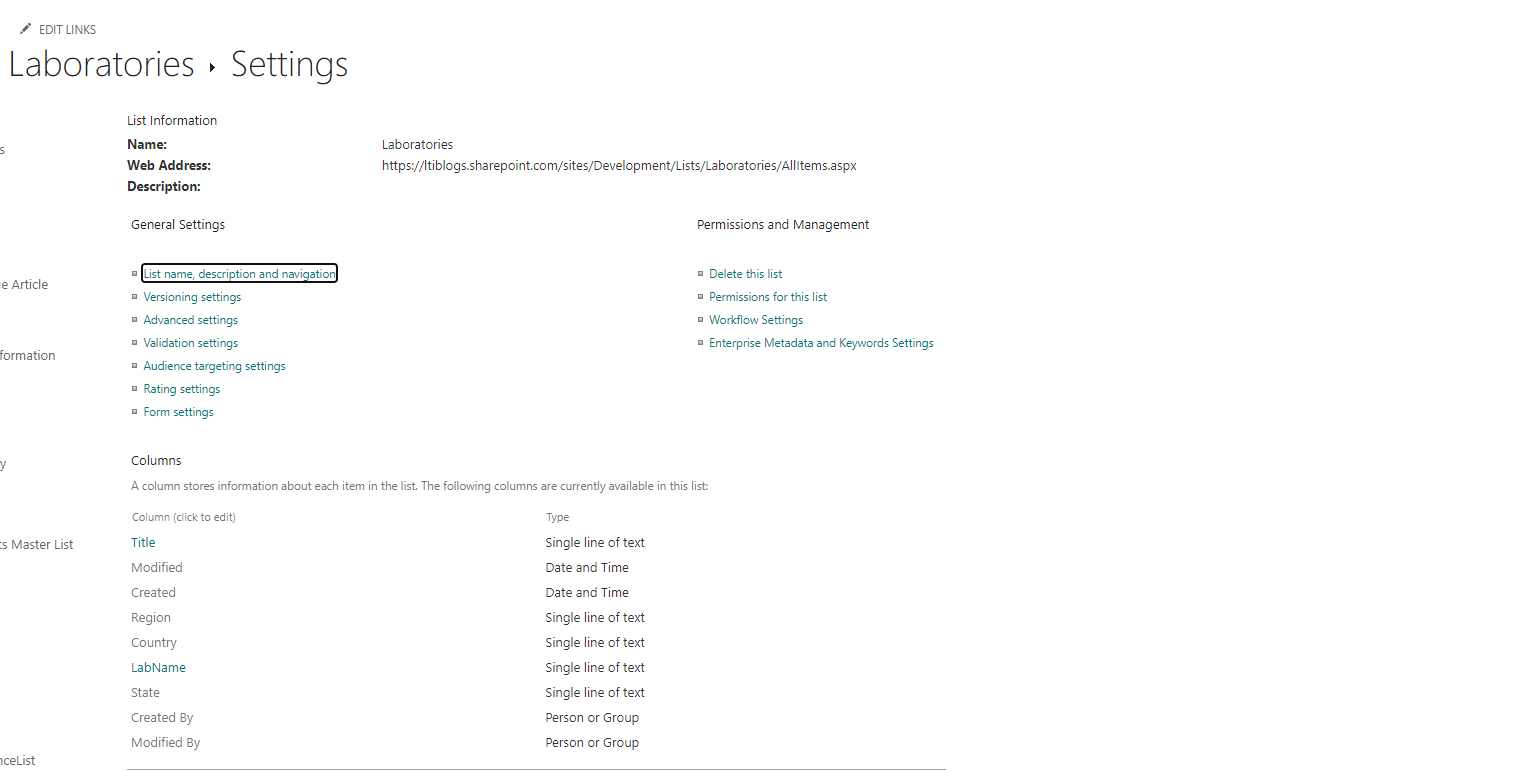 EDIT LINKS
Laboratories ▸ Settings
List Information
Name: Laboratories
Web Address: https://ltiblogs.sharepoint.com/sites/Development/Lists/Laboratories/AllItems.aspx
Description:
General Settings
List name, description and navigation
Versioning settings
Advanced settings
Validation settings
Audience targeting settings
Rating settings
Form settings
Permissions and Management
Delete this list
Permissions for this list
Workflow Settings
Enterprise Metadata and Keywords Settings
Columns
A column stores information about each item in the list. The following columns are currently available in this list:
Column (click to edit) Type
Title Single line of text
Modified Date and Time
Created Date and Time
Region Single line of text
Country Single line of text
LabName Single line of text
State Single line of text
Created By Person or Group
Modified By Person or Group
s
e Article
formation
y
ts Master List
nceList